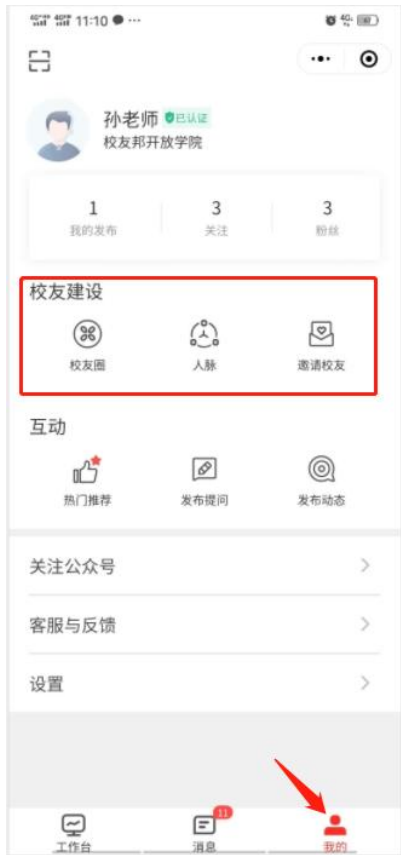 11:10
4G
孙老师 已认证
校友邦开放学院
1 3 3
我的发布 关注 粉丝
校友建设
校友圈 人脉 邀请校友
互动
热门推荐 发布提问 发布动态
关注公众号
客服与反馈
设置
11
工作台 消息 我的